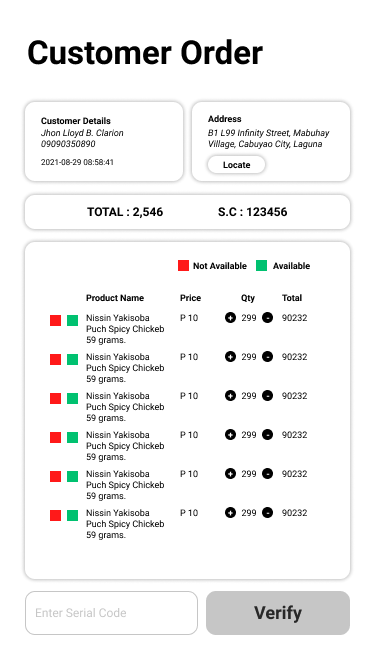 Customer Order
Customer Details
Jhon Lloyd B. Clarion
09090350890
2021-08-29 08:58:41
Address
B1 L99 Infinity Street, Mabuhay
Village, Cabuyao City, Laguna
Locate
TOTAL : 2,546 S.C : 123456
Not Available Available
Product Name Price Qty Total
Nissin Yakisoba P 10 + 299 - 90232
Puch Spicy Chickeb
59 grams.
Nissin Yakisoba P 10 + 299 - 90232
Puch Spicy Chickeb
59 grams.
Nissin Yakisoba P 10 + 299 - 90232
Puch Spicy Chickeb
59 grams.
Nissin Yakisoba P 10 + 299 - 90232
Puch Spicy Chickeb
59 grams.
Nissin Yakisoba P 10 + 299 - 90232
Puch Spicy Chickeb
59 grams.
Nissin Yakisoba P 10 + 299 - 90232
Puch Spicy Chickeb
59 grams.
Enter Serial Code Verify